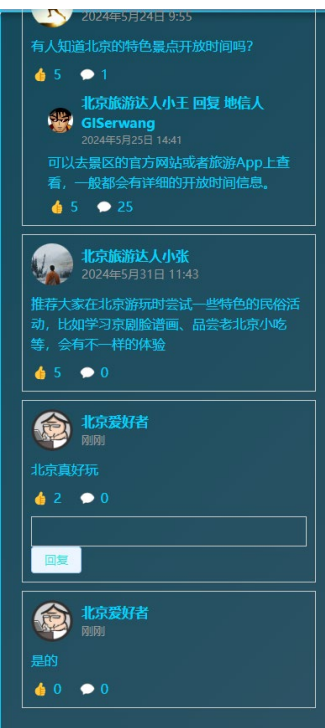 2024年5月24日 9:55
有人知道北京的特色景点开放时间吗?
5 1
北京旅游达人小王 回复 地信人
GISerwang
2024年5月25日 14:41
可以去景区的官方网站或者旅游App上查
看，一般都会有详细的开放时间信息。
5 25
北京旅游达人小张
2024年5月31日 11:43
推荐大家在北京游玩时尝试一些特色的民俗活
动，比如学习京剧脸谱画、品尝老北京小吃
等，会有不一样的体验
5 0
北京爱好者
刚刚
北京真好玩
2 0
回复
北京爱好者
刚刚
是的
0 0